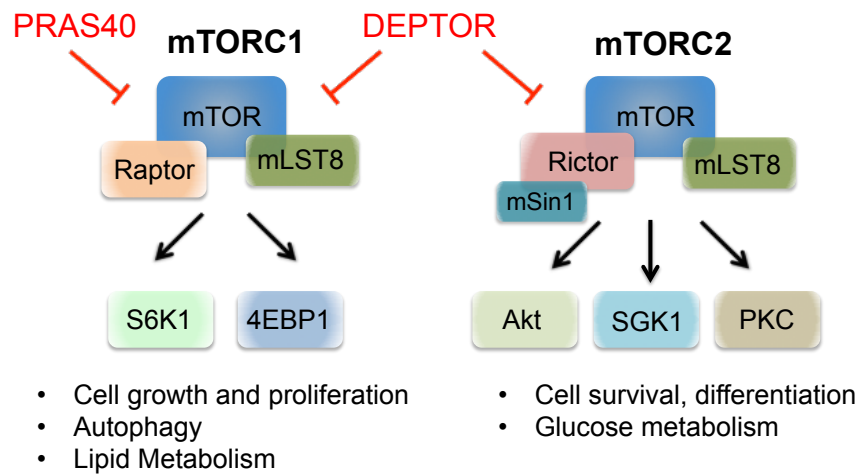 PRAS40
DEPTOR
mTORC1
mTORC2
mTOR
Raptor
mLST8
mTOR
Rictor
mLST8
mSin1
S6K1
4EBP1
Akt
SGK1
PKC
• Cell growth and proliferation
• Autophagy
• Lipid Metabolism
• Cell survival, differentiation
• Glucose metabolism